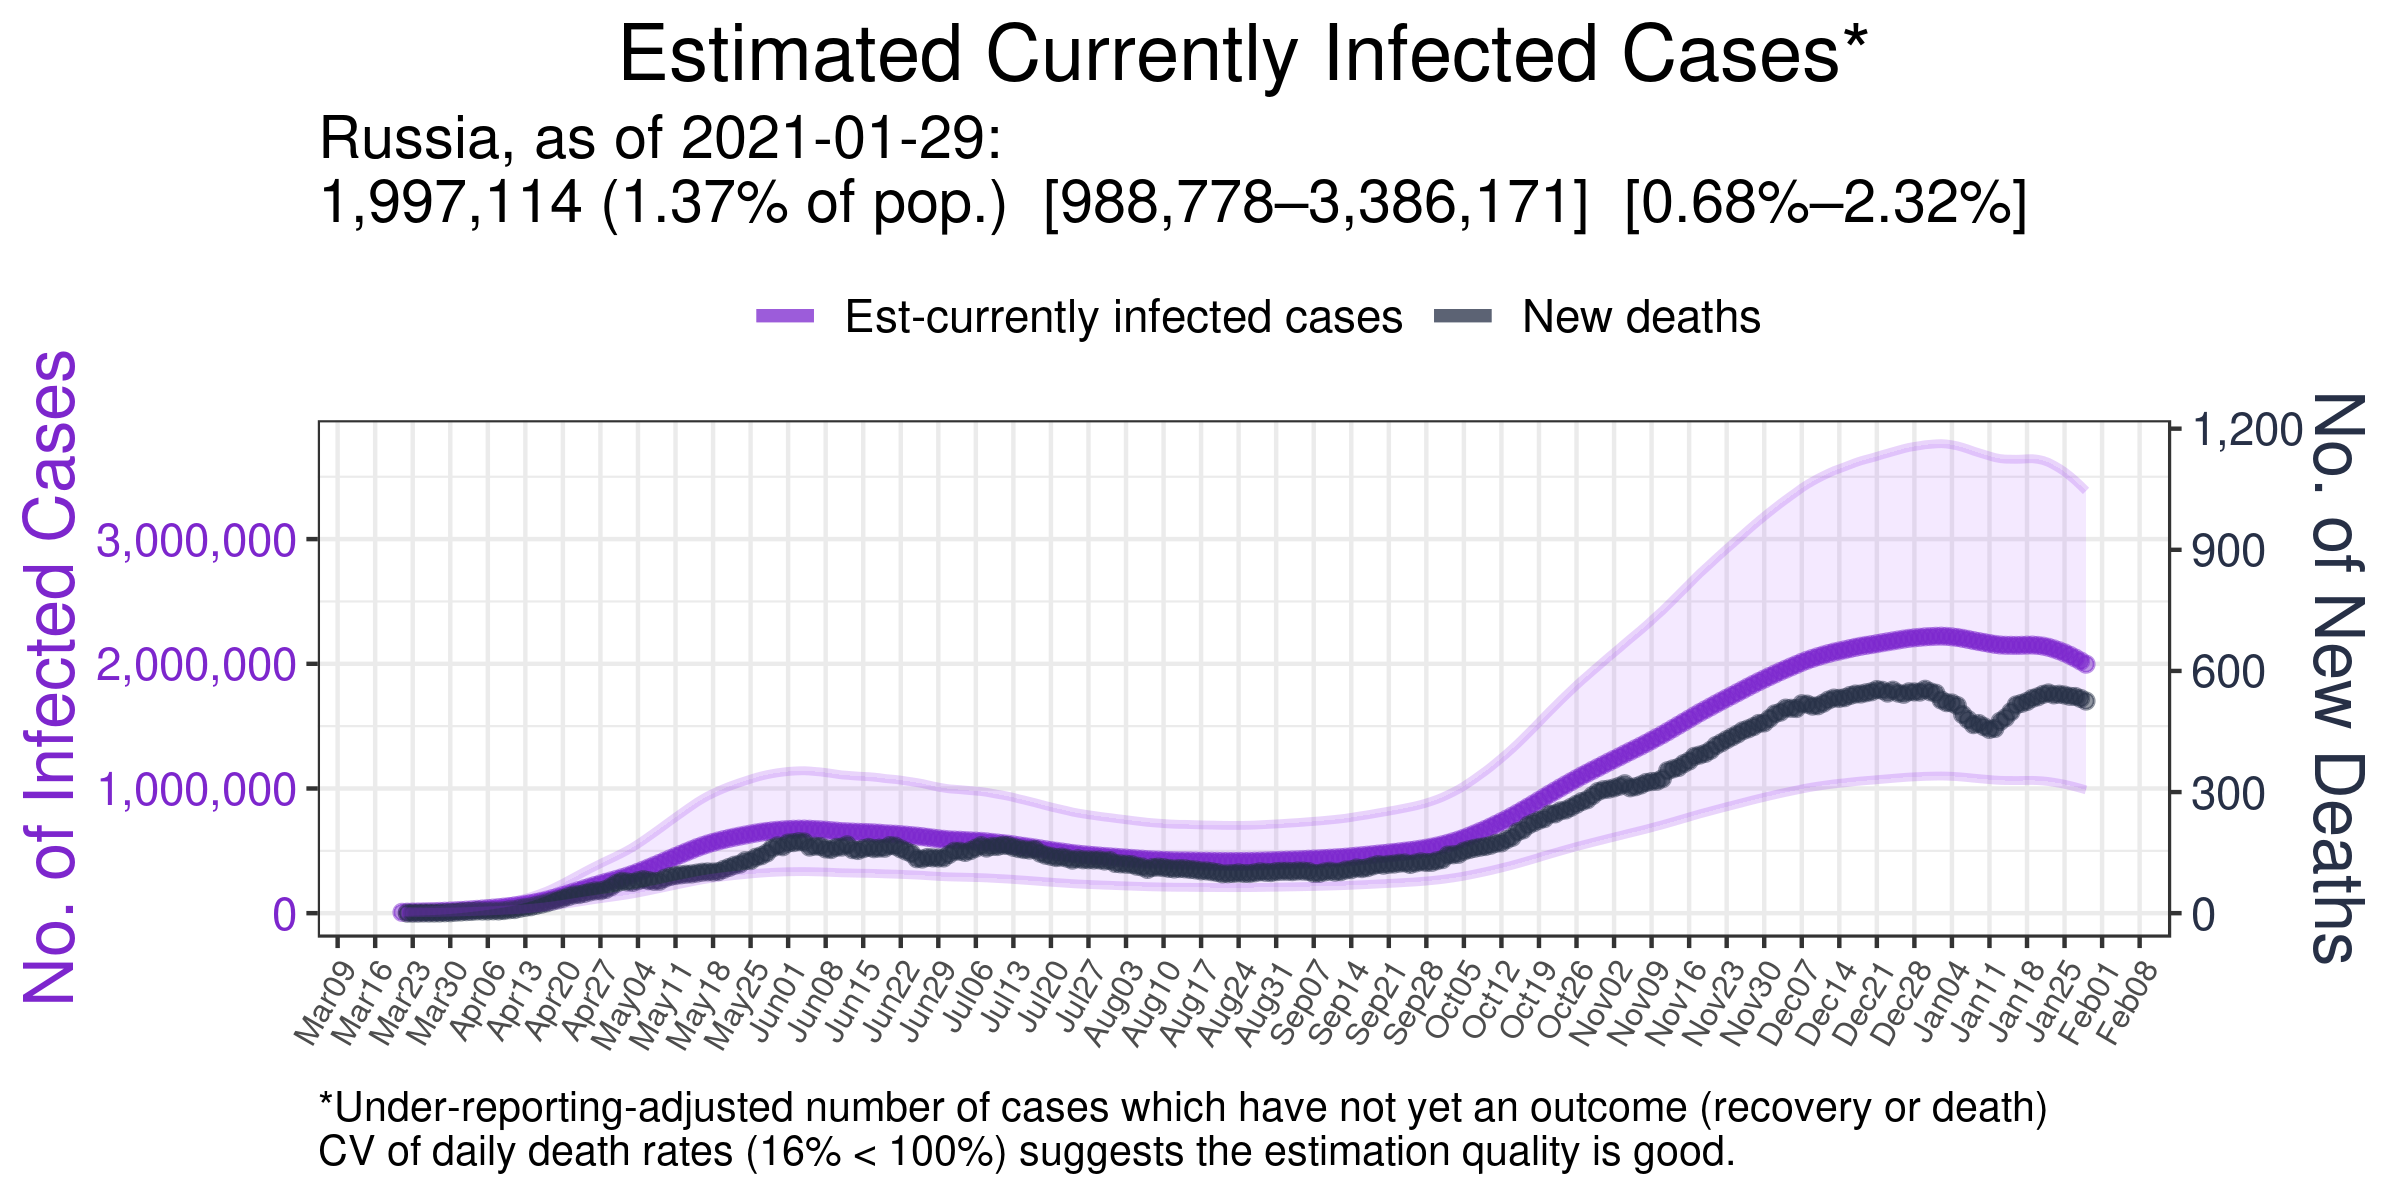 Estimated Currently Infected Cases*
Russia, as of 2021-01-29:
1,997,114 (1.37% of pop.) [988,778–3,386,171] [0.68%–2.32%]
Est-currently infected cases
New deaths
No. of Infected Cases
3,000,000
2,000,000
1,000,000
0
1,200
900
600
300
0
No. of New Deaths
Mar09
Mar16
Mar23
Mar30
Apr06
Apr13
Apr20
Apr27
May04
May11
May18
May25
Jun01
Jun08
Jun15
Jun22
Jun29
Jul06
Jul13
Jul20
Jul27
Aug03
Aug10
Aug17
Aug24
Aug31
Sep07
Sep14
Sep21
Sep28
Oct05
Oct12
Oct19
Oct26
Nov02
Nov09
Nov16
Nov23
Nov30
Dec07
Dec14
Dec21
Dec28
Jan04
Jan11
Jan18
Jan25
Feb01
Feb08
*Under-reporting-adjusted number of cases which have not yet an outcome (recovery or death)
CV of daily death rates (16% < 100%) suggests the estimation quality is good.